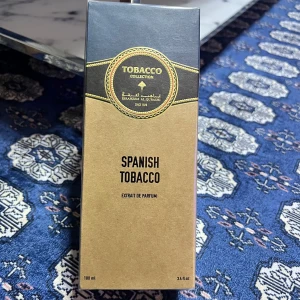 TOBACCO
COLLECTION
SPANISH
TOBACCO
EXTRAIT DE PARFUM
100 ml
3.4 fl oz